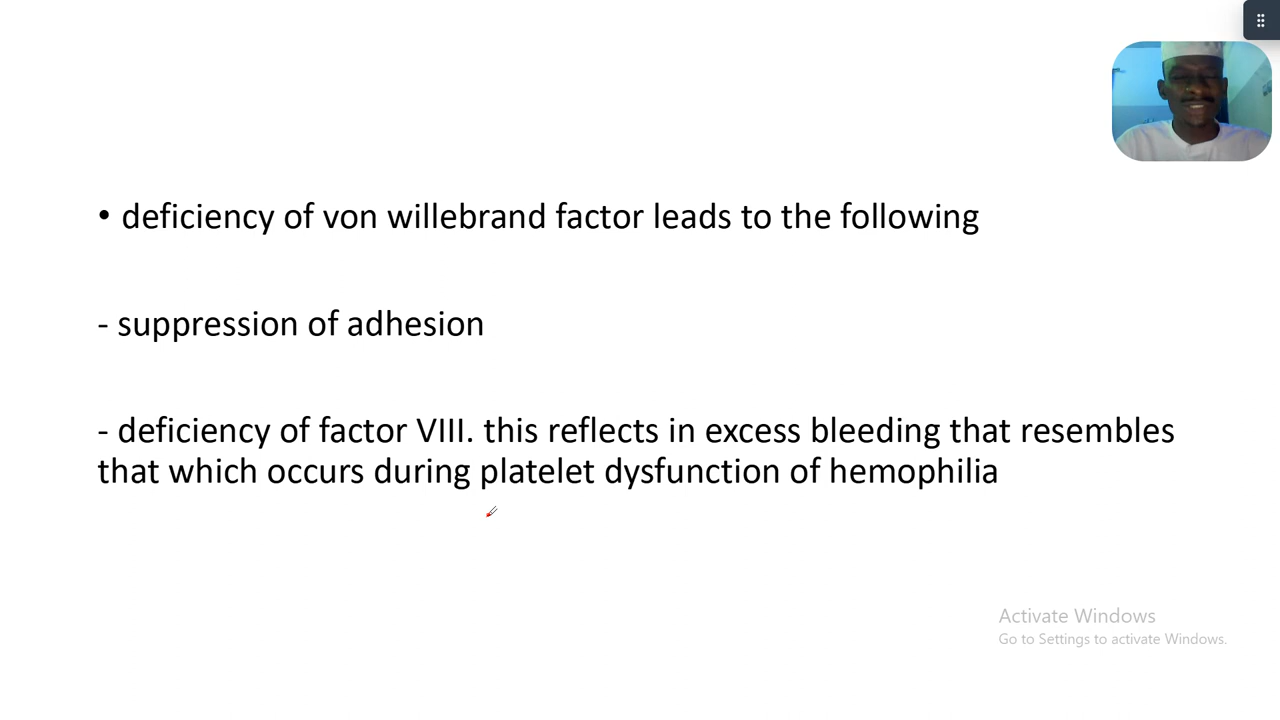 • deficiency of von willebrand factor leads to the following
- suppression of adhesion
- deficiency of factor VIII. this reflects in excess bleeding that resembles
that which occurs during platelet dysfunction of hemophilia
Activate Windows
Go to Settings to activate Windows.